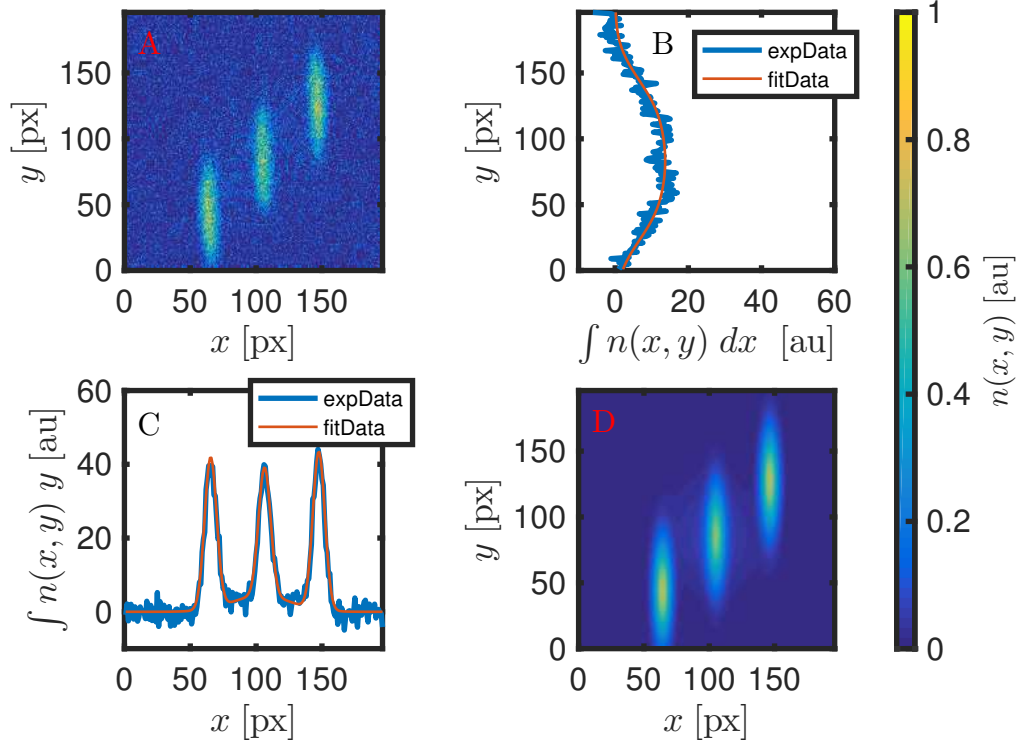 A
150
100
50
0
y [px]
0 50 100 150
x [px]
B
expData
fitData
150
100
50
0
y [px]
0 20 40 60
∫ n(x, y) dx [au]
C
expData
fitData
60
40
20
0
∫ n(x, y) y [au]
0 50 100 150
x [px]
D
150
100
50
0
y [px]
0 50 100 150
x [px]
1
0.8
0.6
0.4
0.2
0
n(x, y) [au]